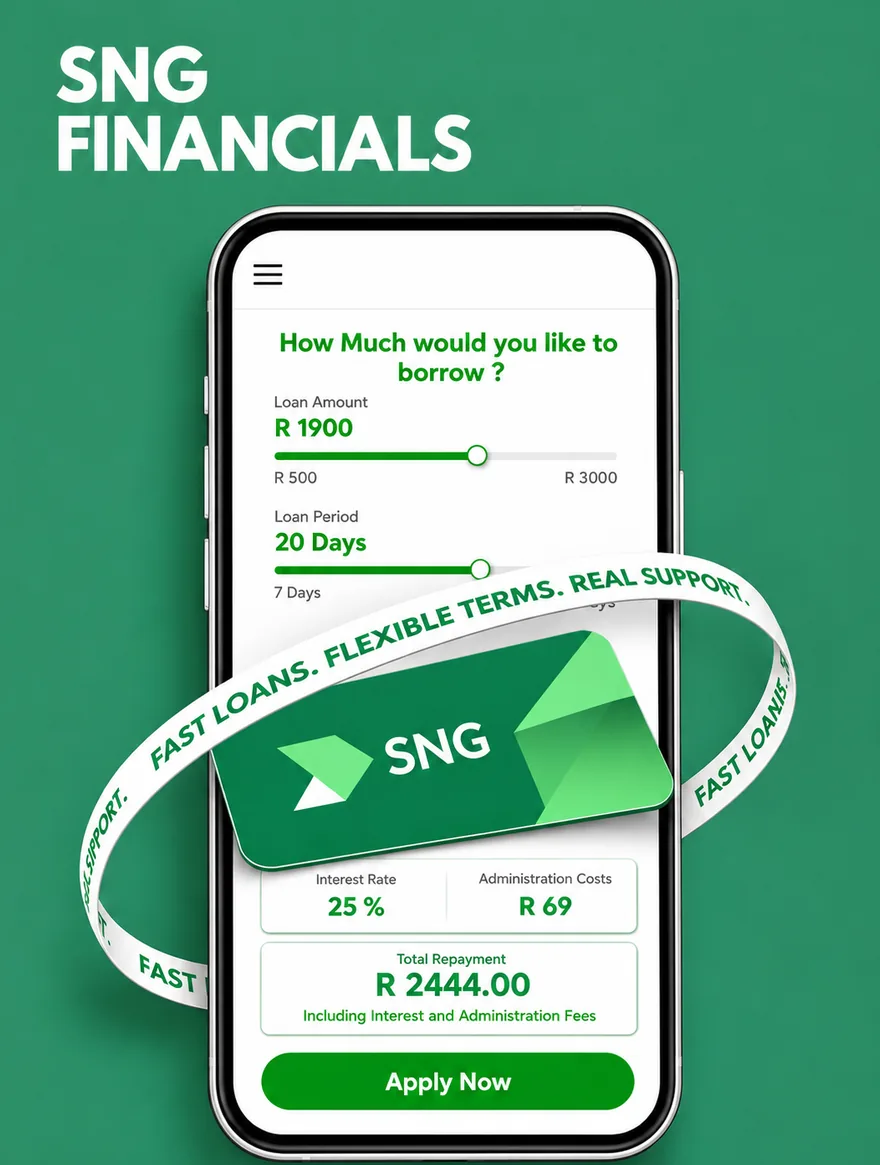 SNG
FINANCIALS
How Much would you like to
borrow ?
Loan Amount
R 1900
R 500
R 3000
Loan Period
20 Days
7 Days
FAST LOANS. FLEXIBLE TERMS. REAL SUPPORT.
SNG
FAST LOANS.
SUPPORT.
FAST
Interest Rate
25 %
Administration Costs
R 69
Total Repayment
R 2444.00
Including Interest and Administration Fees
Apply Now